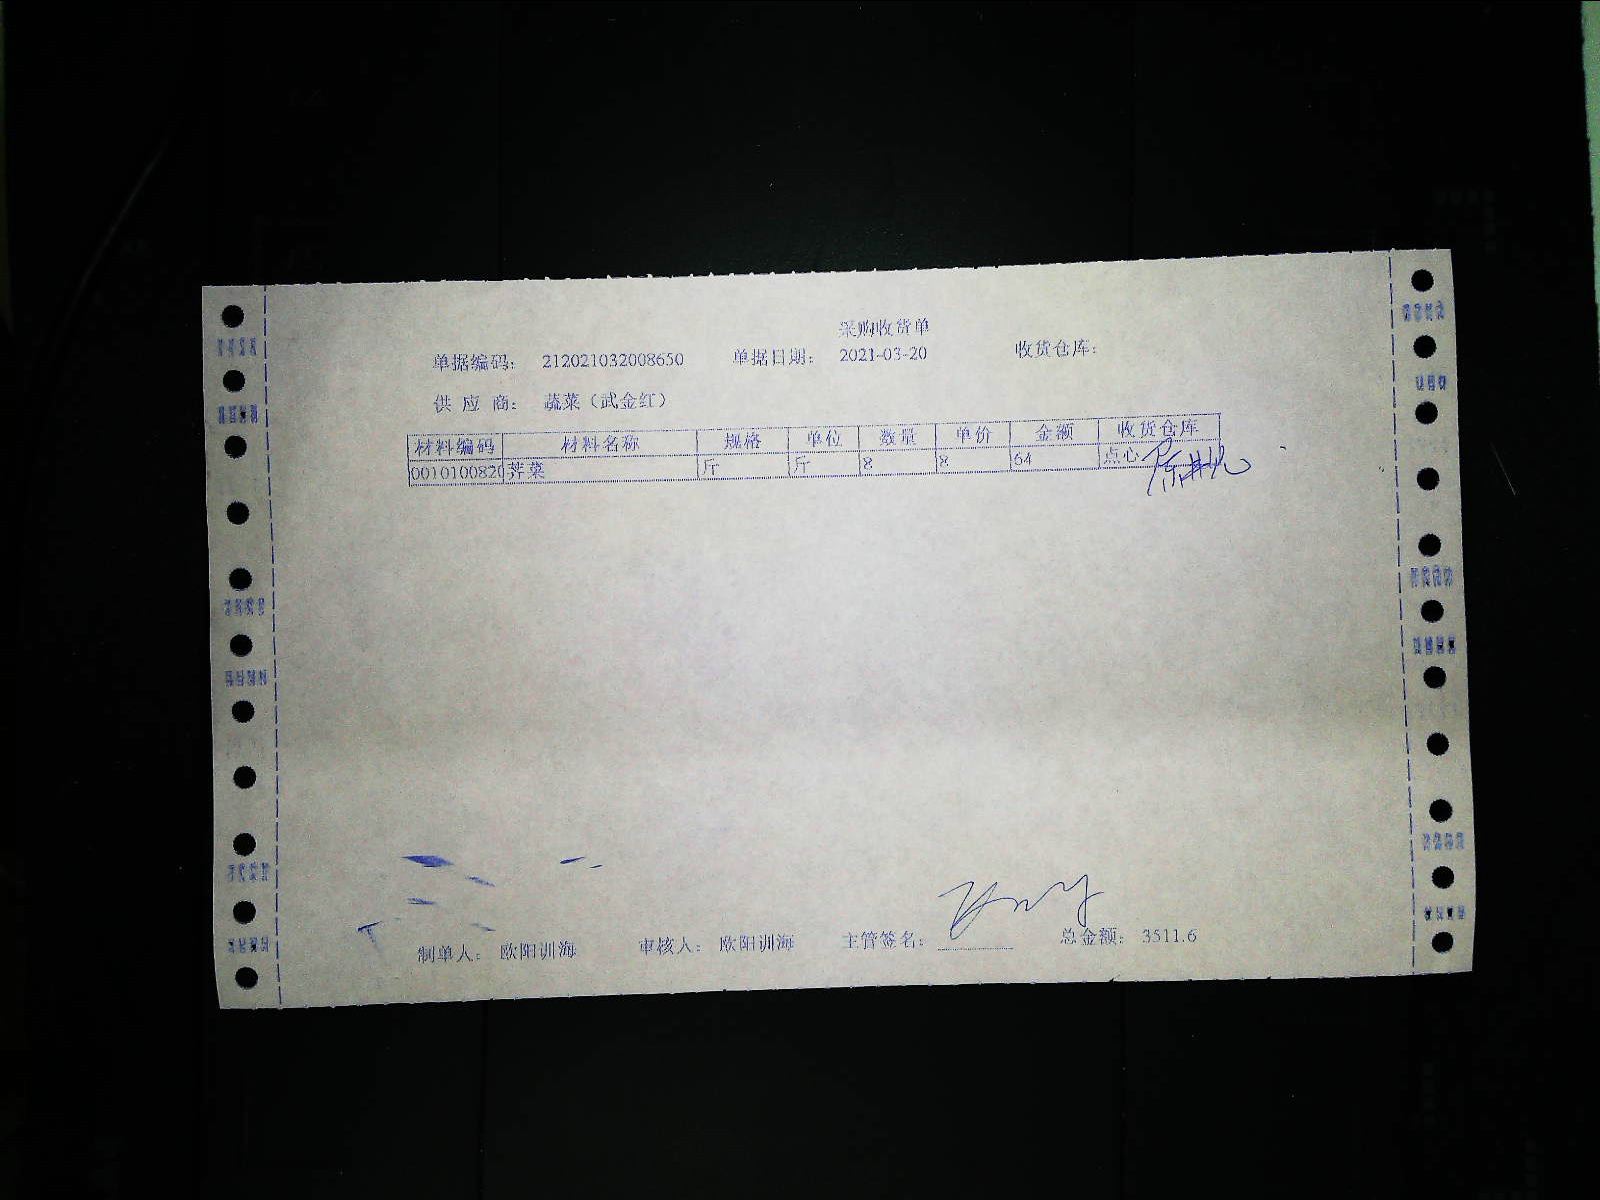 采购收货单
单据编码： 212021032008650 单据日期： 2021-03-20 收货仓库：
供 应 商： 蔬菜（武金红）
材料编码 材料名称 规格 单位 数量 单价 金额 收货仓库
0010100820 荠菜 斤 斤 8 8 64 点心
制单人： 欧阳训海 审核人： 欧阳训海 主管签名： 总金额： 3511.6